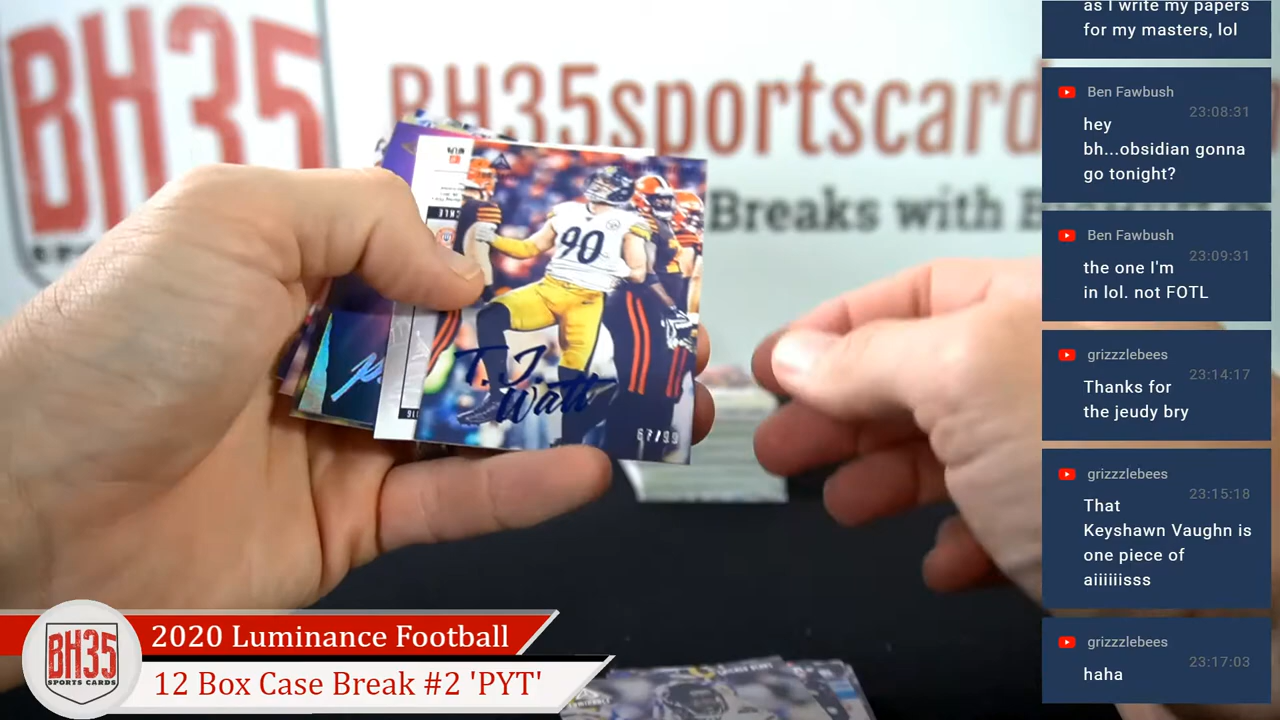 BH35
SPORTS
BH35sportscard
Breaks with B
90
T.J.
Watt
67/99
as I write my papers
for my masters, lol
Ben Fawbush
23:08:31
hey
bh...obsidian gonna
go tonight?
Ben Fawbush
23:09:31
the one I'm
in lol. not FOTL
grizzzlebees
23:14:17
Thanks for
the jeudy bry
grizzzlebees
23:15:18
That
Keyshawn Vaughn is
one piece of
aiiiiiisss
grizzzlebees
23:17:03
haha
BH35
SPORTS CARDS
2020 Luminance Football
12 Box Case Break #2 'PYT'